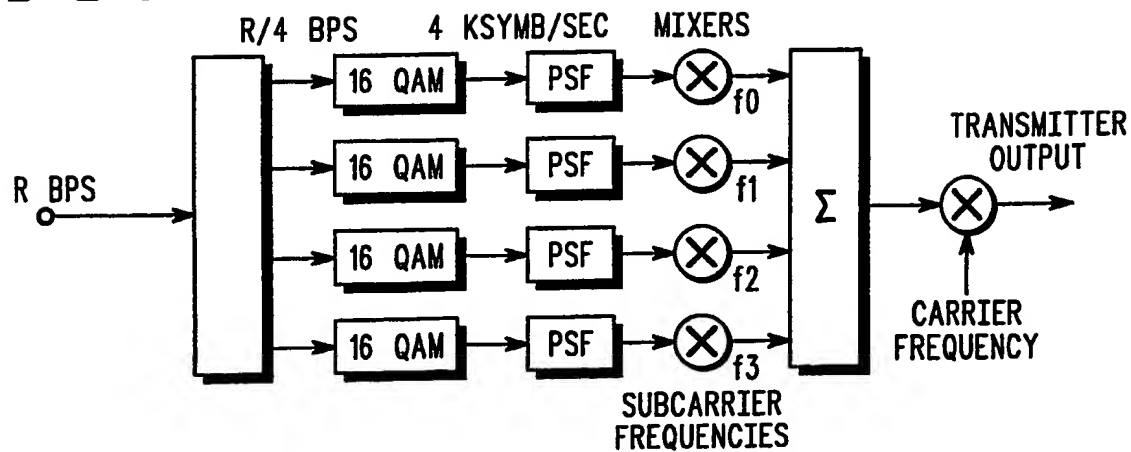 R/4 BPS 4 KSYMB/SEC MIXERS
16 QAM PSF f0
TRANSMITTER
OUTPUT
16 QAM PSF f1
R BPS
Σ
16 QAM PSF f2
CARRIER
FREQUENCY
16 QAM PSF f3
SUBCARRIER
FREQUENCIES